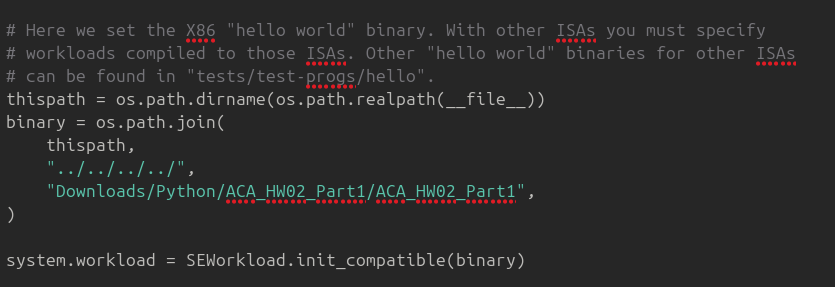 # Here we set the X86 "hello world" binary. With other ISAs you must specify
# workloads compiled to those ISAs. Other "hello world" binaries for other ISAs
# can be found in "tests/test-progs/hello".
thispath = os.path.dirname(os.path.realpath(__file__))
binary = os.path.join(
    thispath,
    "../../../../",
    "Downloads/Python/ACA_HW02_Part1/ACA_HW02_Part1",
)
system.workload = SEWorkload.init_compatible(binary)